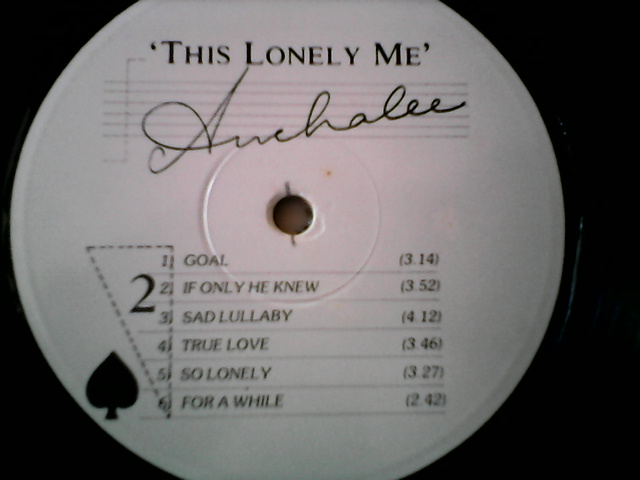 'THIS LONELY ME'
Anchalee
2
1) GOAL (3.14)
2) IF ONLY HE KNEW (3.52)
3) SAD LULLABY (4 12)
4) TRUE LOVE (3 46)
5) SO LONELY (3 27)
6) FOR A WHILE (2 42)